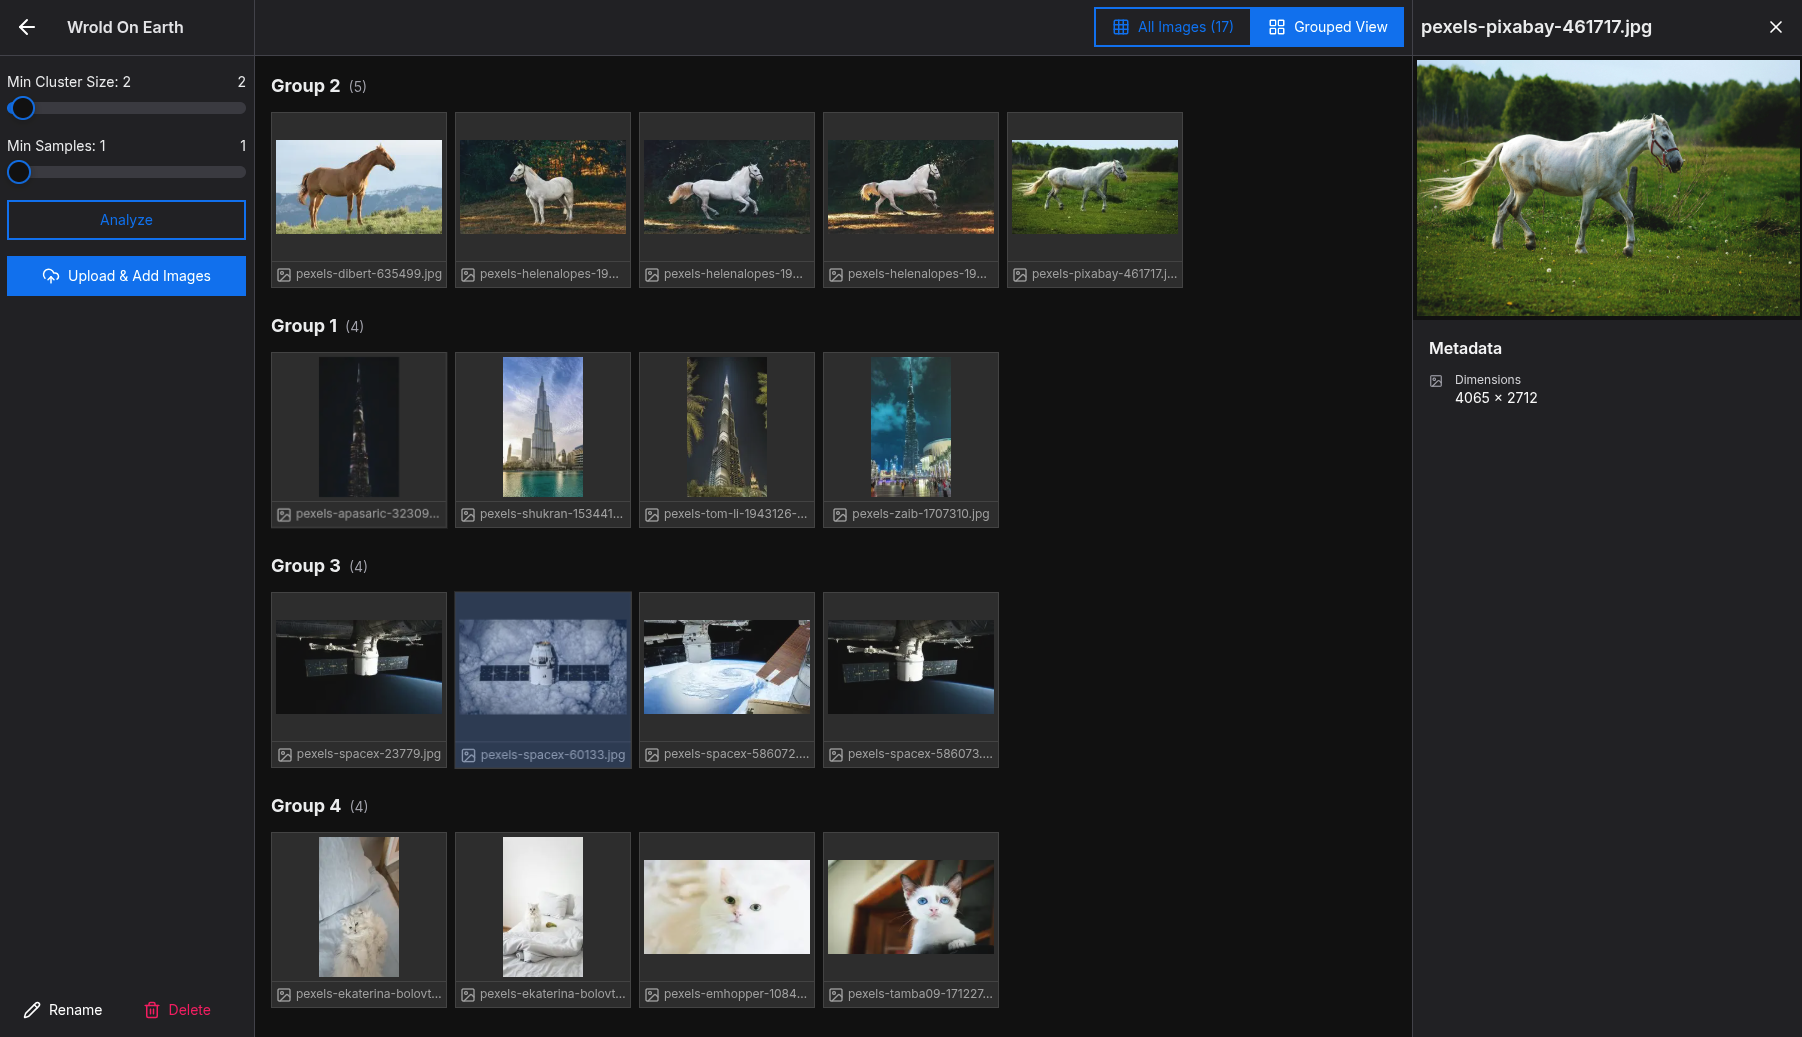 Wrold On Earth
All Images (17)
Grouped View
pexels-pixabay-461717.jpg
Min Cluster Size: 2
2
Min Samples: 1
1
Analyze
Upload & Add Images
Rename
Delete
Group 2 (5)
pexels-dibert-635499.jpg
pexels-helenalopes-19...
pexels-helenalopes-19...
pexels-helenalopes-19...
pexels-pixabay-461717.j...
Group 1 (4)
pexels-apasaric-32309...
pexels-shukran-153441...
pexels-tom-li-1943126-...
pexels-zaib-1707310.jpg
Group 3 (4)
pexels-spacex-23779.jpg
pexels-spacex-60133.jpg
pexels-spacex-586072....
pexels-spacex-586073....
Group 4 (4)
pexels-ekaterina-bolovt...
pexels-ekaterina-bolovt...
pexels-emhopper-1084...
pexels-tamba09-171227...
Metadata
Dimensions
4065 × 2712